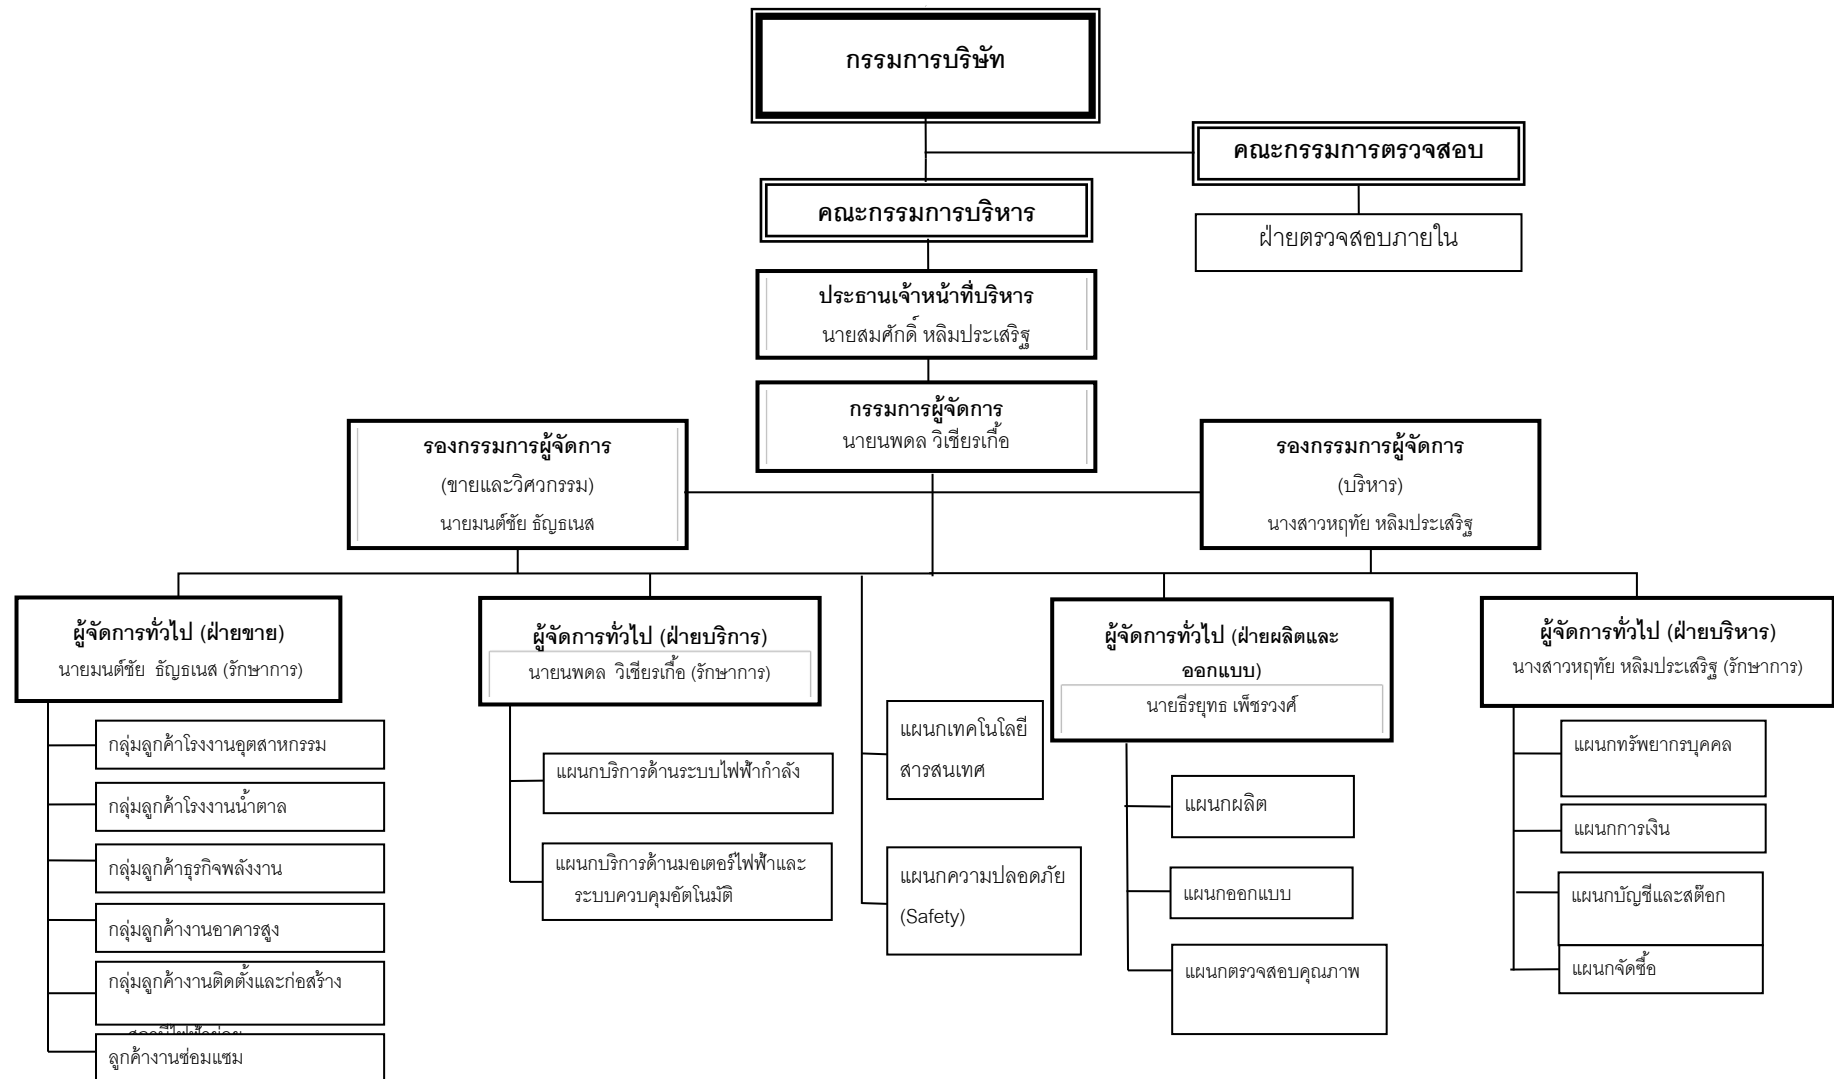 กรรมการบริษัท
คณะกรรมการตรวจสอบ
คณะกรรมการบริหาร
ฝ่ายตรวจสอบภายใน
ประธานเจ้าหน้าที่บริหาร
นายสมศักดิ์ หลิมประเสริฐ
กรรมการผู้จัดการ
นายนพดล วิเชียรเกื้อ
รองกรรมการผู้จัดการ
(ขายและวิศวกรรม)
นายมนต์ชัย ธัญธเนส
รองกรรมการผู้จัดการ
(บริหาร)
นางสาวหฤทัย หลิมประเสริฐ
ผู้จัดการทั่วไป (ฝ่ายขาย)
นายมนต์ชัย ธัญธเนส (รักษาการ)
กลุ่มลูกค้าโรงงานอุตสาหกรรม
กลุ่มลูกค้าโรงงานน้ำตาล
กลุ่มลูกค้าธุรกิจพลังงาน
กลุ่มลูกค้างานอาคารสูง
กลุ่มลูกค้างานติดตั้งและก่อสร้าง
ลูกค้างานซ่อมแซม
ผู้จัดการทั่วไป (ฝ่ายบริการ)
นายนพดล วิเชียรเกื้อ (รักษาการ)
แผนกบริการด้านระบบไฟฟ้ากำลัง
แผนกบริการด้านมอเตอร์ไฟฟ้าและ
ระบบควบคุมอัตโนมัติ
แผนกเทคโนโลยี
สารสนเทศ
แผนกความปลอดภัย
(Safety)
ผู้จัดการทั่วไป (ฝ่ายผลิตและ
ออกแบบ)
นายธีรยุทธ เพ็ชรวงศ์
แผนกผลิต
แผนกออกแบบ
แผนกตรวจสอบคุณภาพ
ผู้จัดการทั่วไป (ฝ่ายบริหาร)
นางสาวหฤทัย หลิมประเสริฐ (รักษาการ)
แผนกทรัพยากรบุคคล
แผนกการเงิน
แผนกบัญชีและสต๊อก
แผนกจัดซื้อ